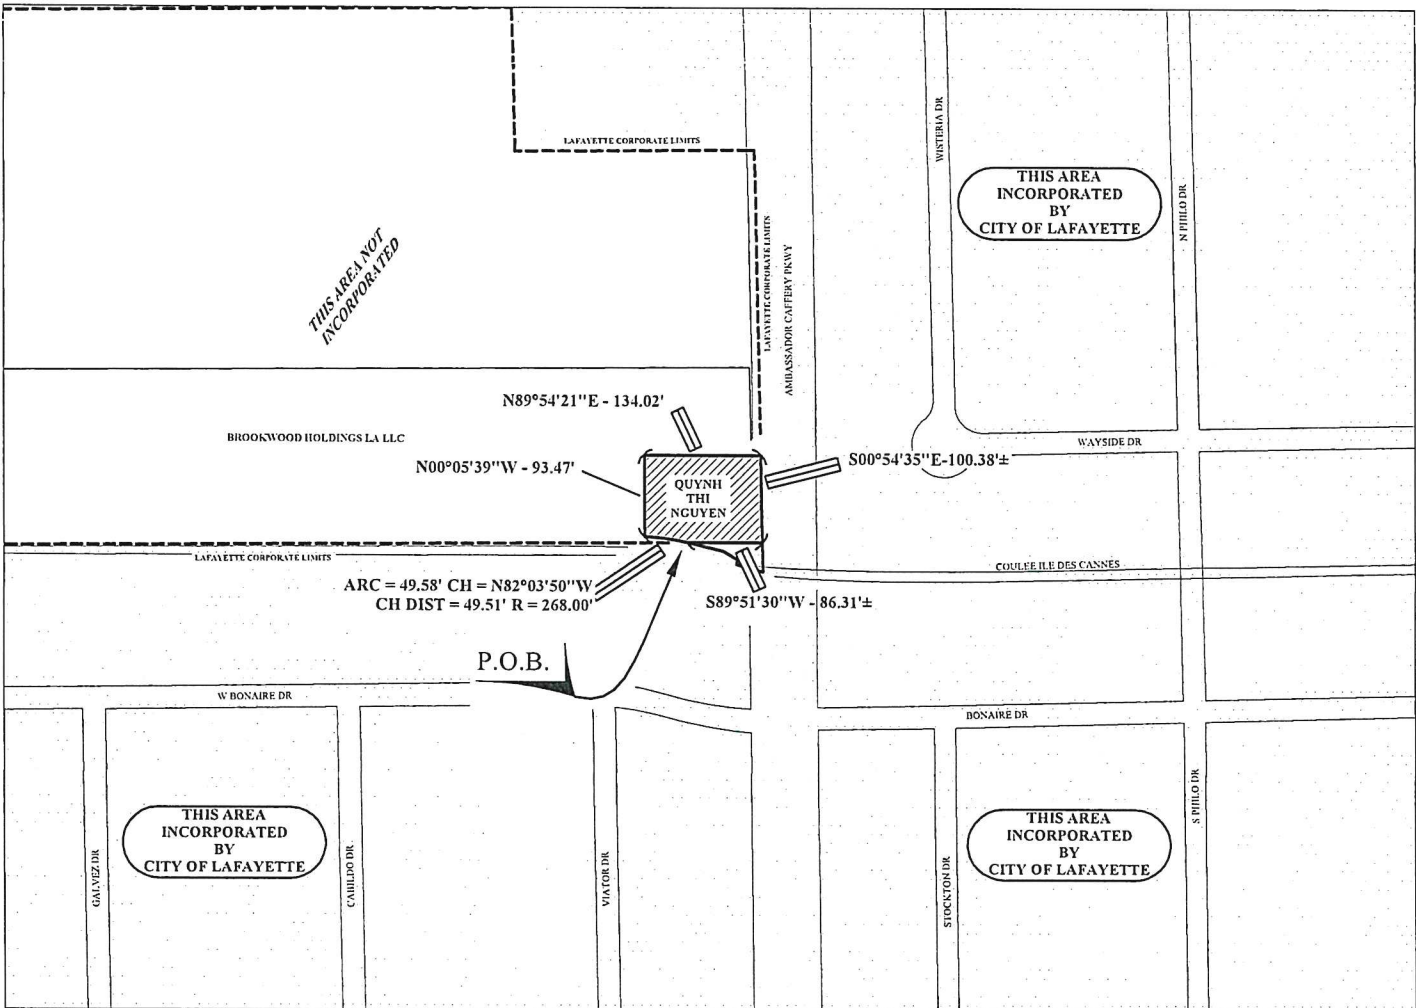 LAFAYETTE CORPORATE LIMITS
WISTERIA DR
THIS AREA
INCORPORATED
BY
CITY OF LAFAYETTE
N PHILO DR
LAFAYETTE CORPORATE LIMITS
AMBASSADOR CAFFERY PKWY
THIS AREA NOT
INCORPORATED
N89°54'21"E - 134.02'
BROOKWOOD HOLDINGS LA LLC
WAYSIDE DR
N00°05'39"W - 93.47'
S00°54'35"E-100.38'±
QUYNH
THI
NGUYEN
LAFAYETTE CORPORATE LIMITS
COULEE ILE DES CANNES
ARC = 49.58' CH = N82°03'50"W
CH DIST = 49.51' R = 268.00'
S89°51'30"W - 86.31'±
P.O.B.
W BONAIRE DR
BONAIRE DR
S PHILO DR
THIS AREA
INCORPORATED
BY
CITY OF LAFAYETTE
THIS AREA
INCORPORATED
BY
CITY OF LAFAYETTE
GALVEZ DR
CABILDO DR
VIATOR DR
STOCKTON DR